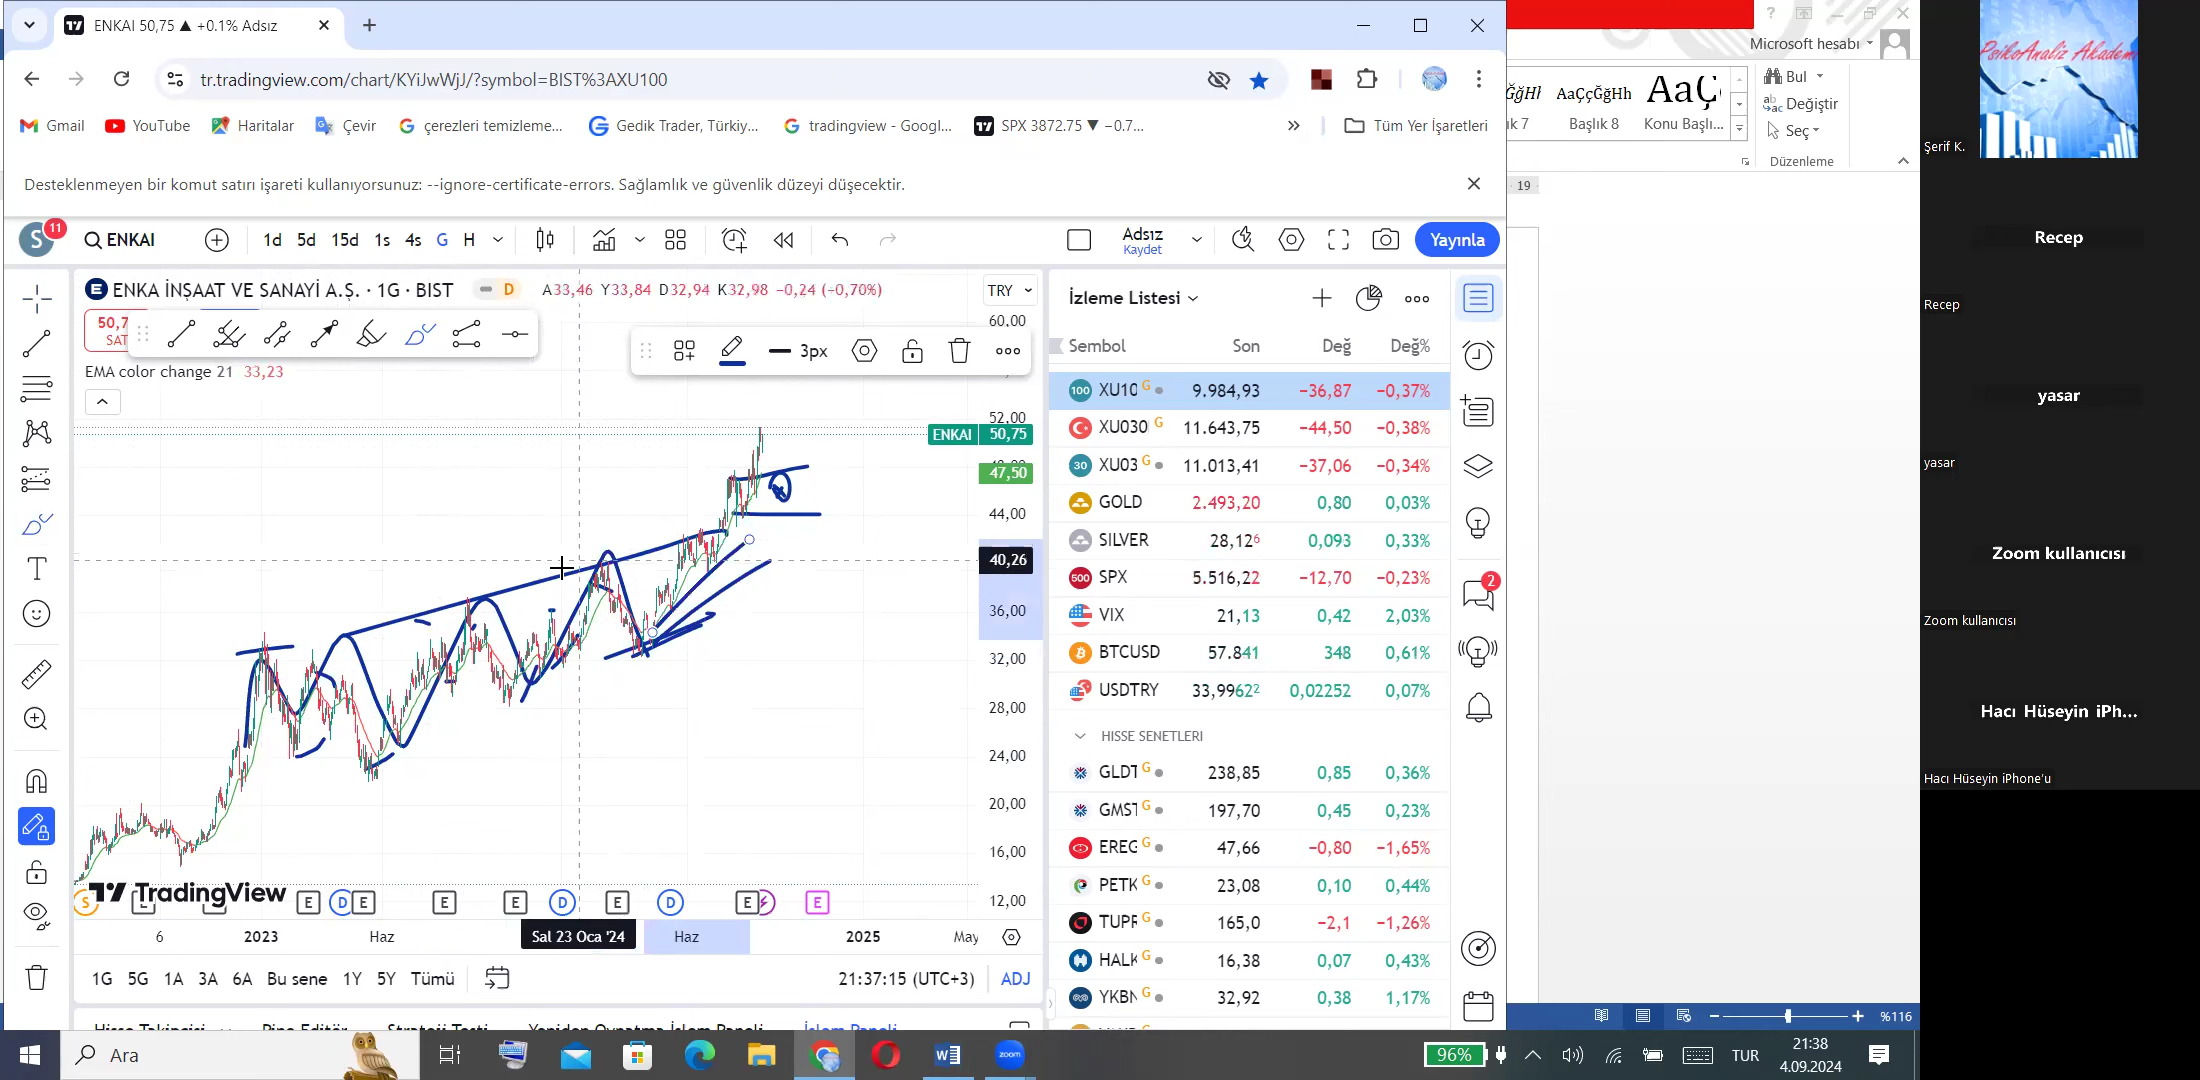 ENKAI 50,75 ▲ +0.1% Adsız
tr.tradingview.com/chart/KYiJwWjJ/?symbol=BIST%3AXU100
Gmail YouTube Haritalar Çevir çerezleri temizleme... Gedik Trader, Türkiy... tradingview - Googl... SPX 3872.75 ▼ −0.7... » Tüm Yer İşaretleri
Desteklenmeyen bir komut satırı işareti kullanıyorsunuz: --ignore-certificate-errors. Sağlamlık ve güvenlik düzeyi düşecektir.
S 11 ENKAI 1d 5d 15d 1s 4s G H Adsız Kaydet Yayınla
ENKA İNŞAAT VE SANAYİ A.Ş. · 1G · BIST D A33,46 Y33,84 D32,94 K32,98 −0,24 (−0,70%) TRY
SAT
3px
EMA color change 21 33,23
60,00
52,00
ENKAI 50,75
47,50
44,00
40,26
36,00
32,00
28,00
24,00
20,00
16,00
12,00
TradingView
S E D E E E D E D E E
6 2023 Haz Sal 23 Oca '24 Haz 2025 May
1G 5G 1A 3A 6A Bu sene 1Y 5Y Tümü 21:37:15 (UTC+3) ADJ
İzleme Listesi
Sembol Son Değ Değ%
100 XU10 G 9.984,93 −36,87 −0,37%
XU030 G 11.643,75 −44,50 −0,38%
30 XU03 G 11.013,41 −37,06 −0,34%
GOLD 2.493,20 0,80 0,03%
SILVER 28,126 0,093 0,33%
500 SPX 5.516,22 −12,70 −0,23%
VIX 21,13 0,42 2,03%
BTCUSD 57.841 348 0,61%
USDTRY 33,99622 0,02252 0,07%
HISSE SENETLERI
GLDT G 238,85 0,85 0,36%
GMST G 197,70 0,45 0,23%
EREG G 47,66 −0,80 −1,65%
PETK G 23,08 0,10 0,44%
TUPR G 165,0 −2,1 −1,26%
HALK G 16,38 0,07 0,43%
YKBN G 32,92 0,38 1,17%
2
Microsoft hesabı
AaÇçĞğHh AaÇ
Bul
Değiştir
Seç
Başlık 8 Konu Başlı...
Düzenleme
19
%116
PsikoAnaliz Akademi
Şerif K.
Recep
Recep
yasar
yasar
Zoom kullanıcısı
Zoom kullanıcısı
Hacı Hüseyin iPh...
Hacı Hüseyin iPhone'u
Ara zoom 96% TUR 21:38
4.09.2024